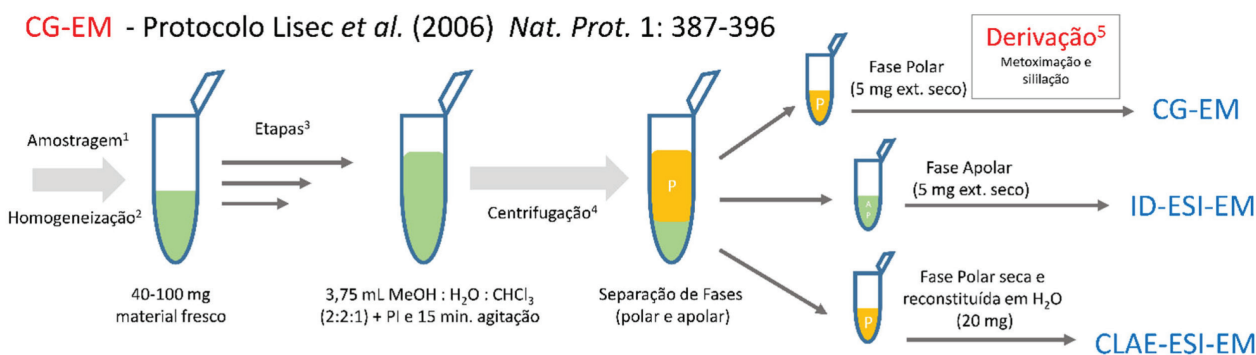 CG-EM - Protocolo Lisec et al. (2006) Nat. Prot. 1: 387-396
Amostragem¹
Homogeneização²
40-100 mg
material fresco
Etapas³
3,75 mL MeOH : H₂O : CHCl₃
(2:2:1) + PI e 15 min. agitação
Centrifugação⁴
P
Separação de Fases
(polar e apolar)
P
Fase Polar
(5 mg ext. seco)
Derivação⁵
Metoximação e
sililação
CG-EM
A
P
Fase Apolar
(5 mg ext. seco)
ID-ESI-EM
P
Fase Polar seca e
reconstituída em H₂O
(20 mg)
CLAE-ESI-EM